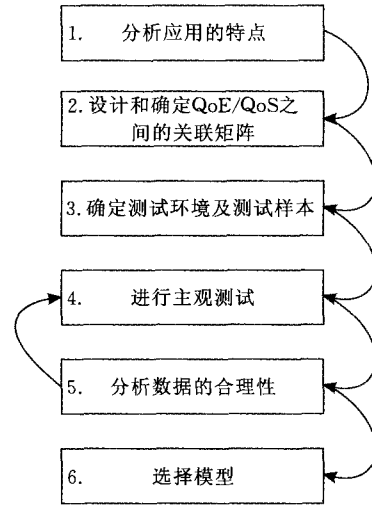 1. 分析应用的特点
2. 设计和确定QoE/QoS之
间的关联矩阵
3. 确定测试环境及测试样本
4. 进行主观测试
5. 分析数据的合理性
6. 选择模型